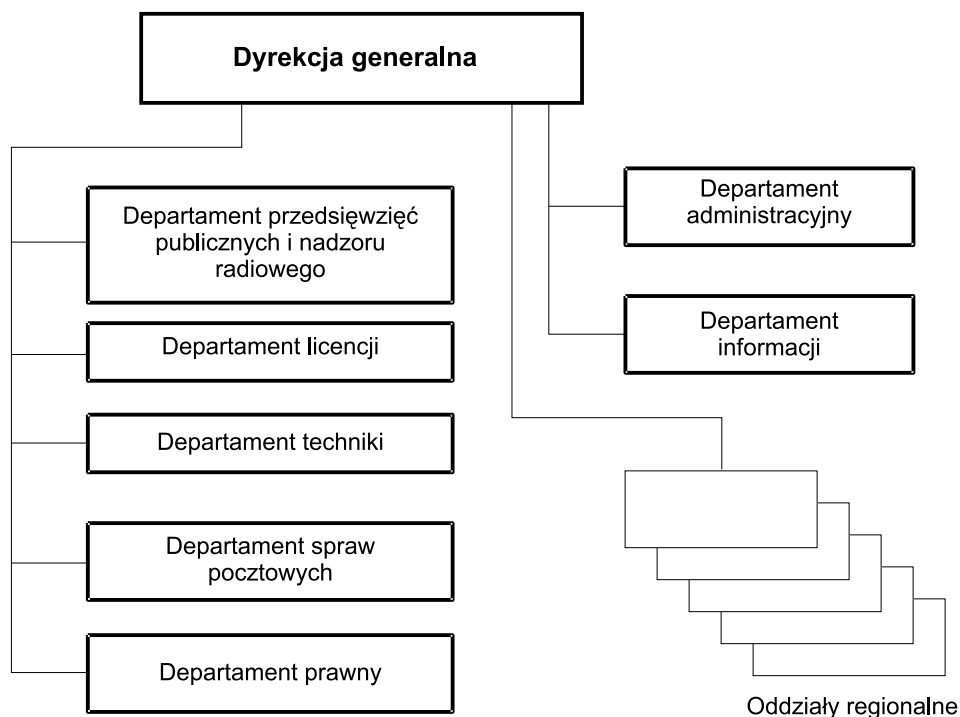 Dyrekcja generalna
Departament przedsięwzięć
publicznych i nadzoru
radiowego
Departament licencji
Departament techniki
Departament spraw
pocztowych
Departament prawny
Departament
administracyjny
Departament
informacji
Oddziały regionalne